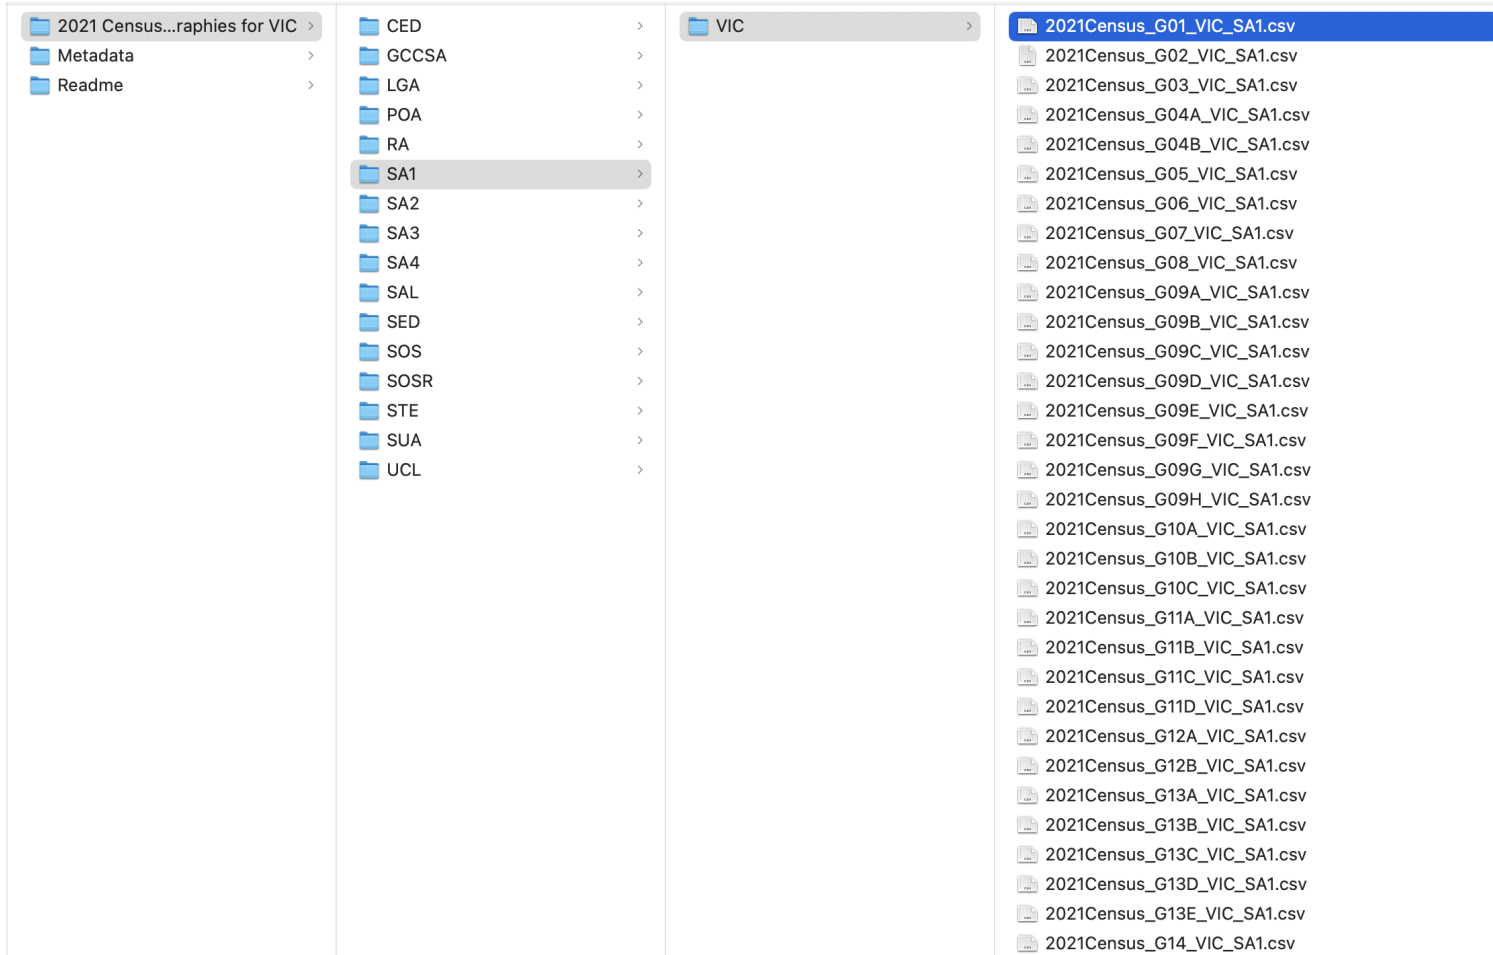 2021 Census...raphies for VIC
Metadata
Readme
CED
GCCSA
LGA
POA
RA
SA1
SA2
SA3
SA4
SAL
SED
SOS
SOSR
STE
SUA
UCL
VIC
2021Census_G01_VIC_SA1.csv
2021Census_G02_VIC_SA1.csv
2021Census_G03_VIC_SA1.csv
2021Census_G04A_VIC_SA1.csv
2021Census_G04B_VIC_SA1.csv
2021Census_G05_VIC_SA1.csv
2021Census_G06_VIC_SA1.csv
2021Census_G07_VIC_SA1.csv
2021Census_G08_VIC_SA1.csv
2021Census_G09A_VIC_SA1.csv
2021Census_G09B_VIC_SA1.csv
2021Census_G09C_VIC_SA1.csv
2021Census_G09D_VIC_SA1.csv
2021Census_G09E_VIC_SA1.csv
2021Census_G09F_VIC_SA1.csv
2021Census_G09G_VIC_SA1.csv
2021Census_G09H_VIC_SA1.csv
2021Census_G10A_VIC_SA1.csv
2021Census_G10B_VIC_SA1.csv
2021Census_G10C_VIC_SA1.csv
2021Census_G11A_VIC_SA1.csv
2021Census_G11B_VIC_SA1.csv
2021Census_G11C_VIC_SA1.csv
2021Census_G11D_VIC_SA1.csv
2021Census_G12A_VIC_SA1.csv
2021Census_G12B_VIC_SA1.csv
2021Census_G13A_VIC_SA1.csv
2021Census_G13B_VIC_SA1.csv
2021Census_G13C_VIC_SA1.csv
2021Census_G13D_VIC_SA1.csv
2021Census_G13E_VIC_SA1.csv
2021Census_G14_VIC_SA1.csv